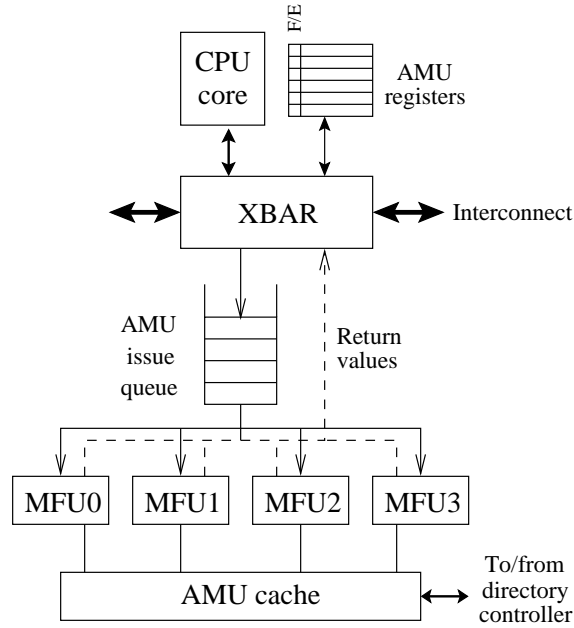 F/E
CPU
core
AMU
registers
XBAR
Interconnect
AMU
issue
queue
Return
values
MFU0
MFU1
MFU2
MFU3
AMU cache
To/from
directory
controller